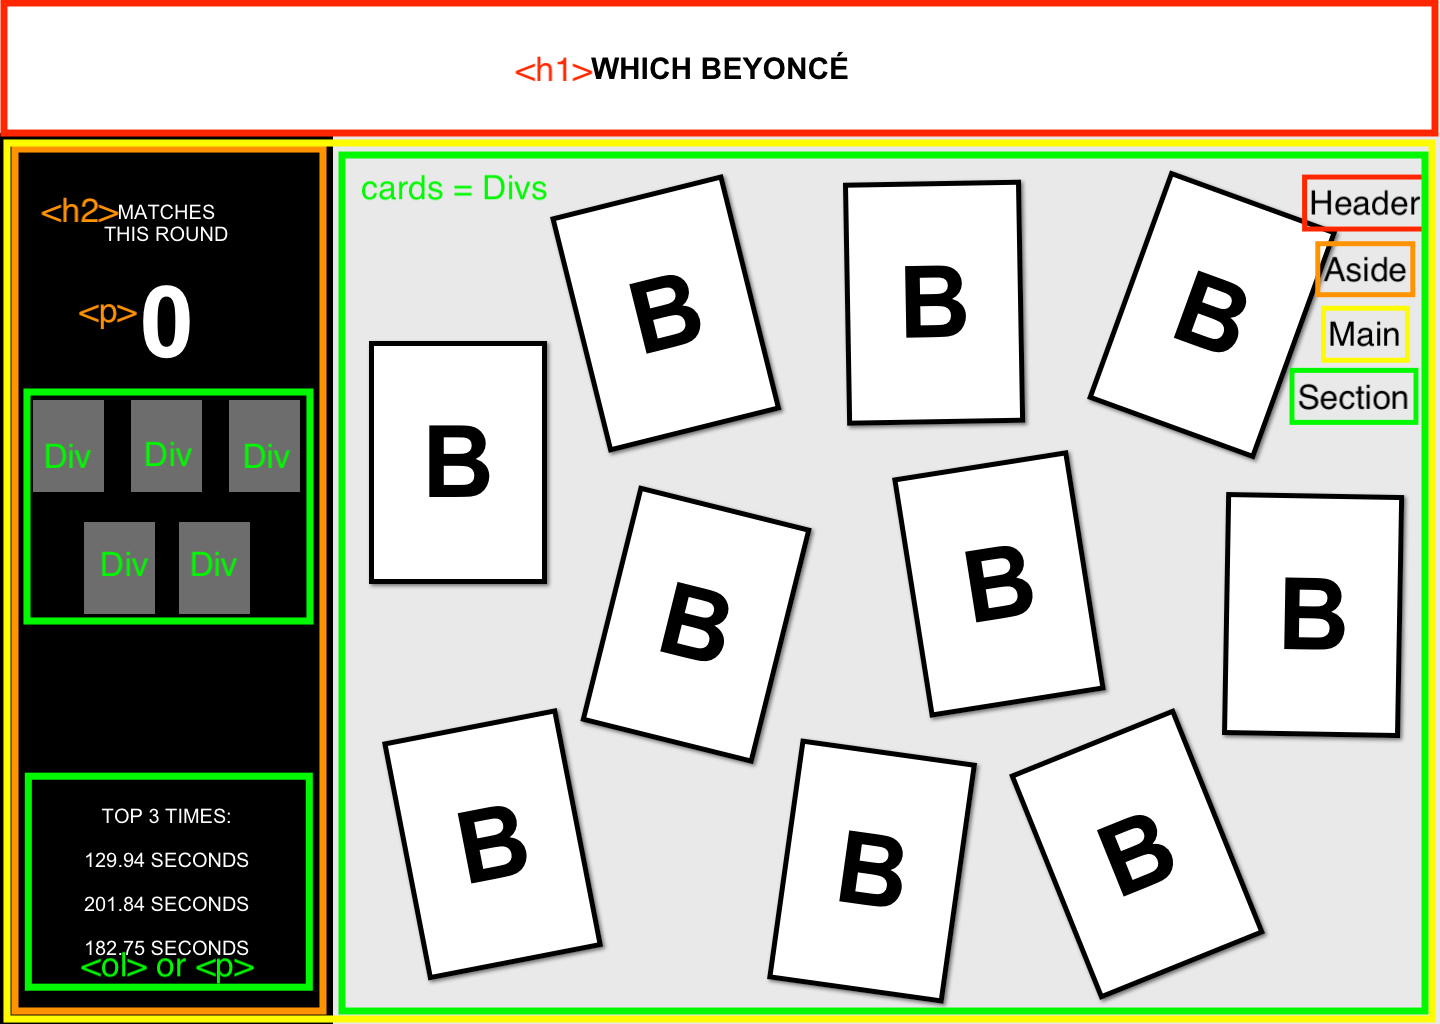 <h1>WHICH BEYONCÉ
<h2>MATCHES
THIS ROUND
<p>0
Div Div Div
Div Div
TOP 3 TIMES:
129.94 SECONDS
201.84 SECONDS
182.75 SECONDS
<ol> or <p>
cards = Divs
Header
Aside
Main
Section
B B B
B
B B B
B B B